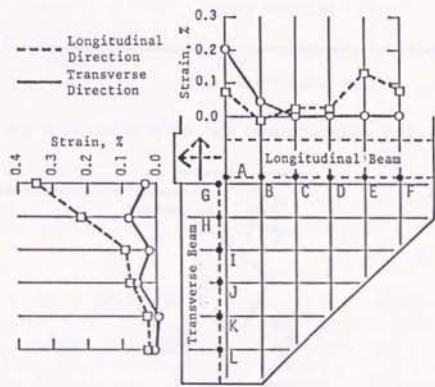 Longitudinal
Direction
Transverse
Direction
Strain, %
0.3
0.2
0.1
0.0
Strain, %
0.4
0.3
0.2
0.1
0.0
Longitudinal Beam
A
B
C
D
E
F
G
H
I
J
K
L
Transverse Beam